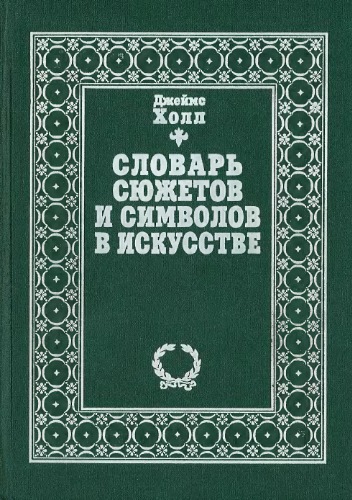 Джеймс
Холл
СЛОВАРЬ
СЮЖЕТОВ
И СИМВОЛОВ
В ИСКУССТВЕ